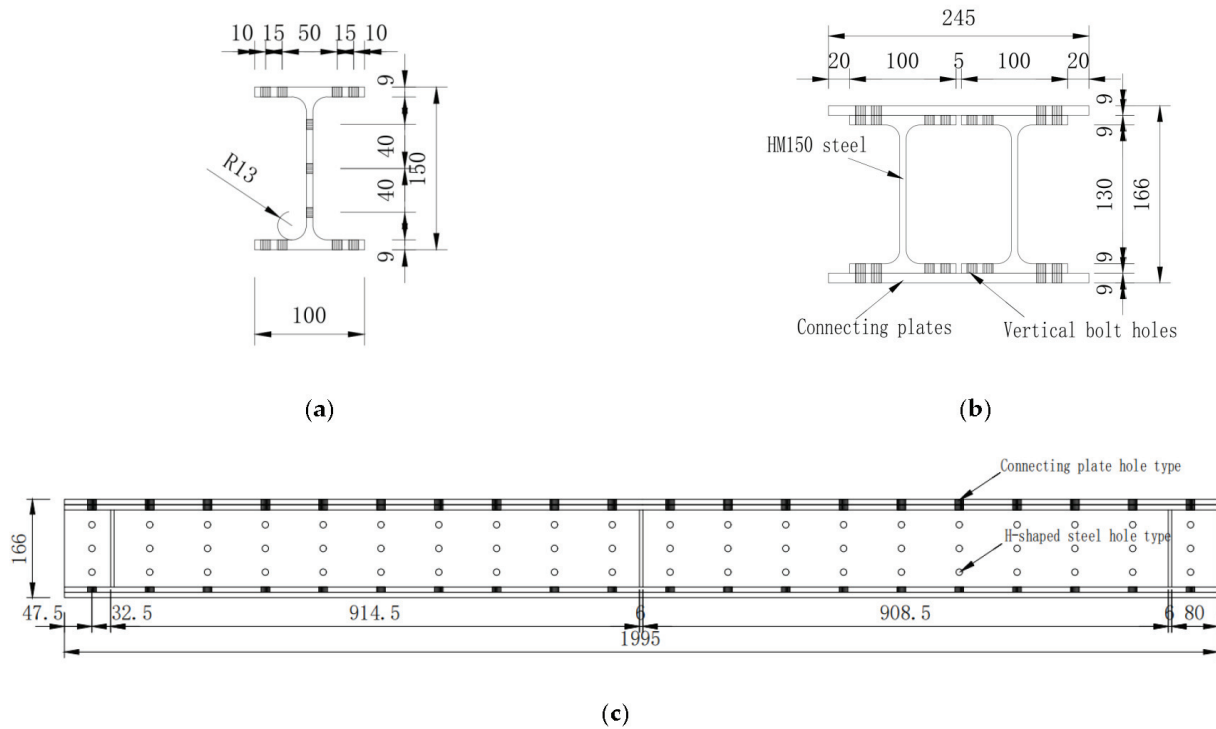 10 15 50 15 10
9
40
150
40
R13
9
100
(a)
245
20 100 5 100 20
9
9
HM150 steel
130
166
9
9
Connecting plates
Vertical bolt holes
(b)
Connecting plate hole type
166
H-shaped steel hole type
47.5 32.5 914.5 6 908.5 6 80
1995
(c)